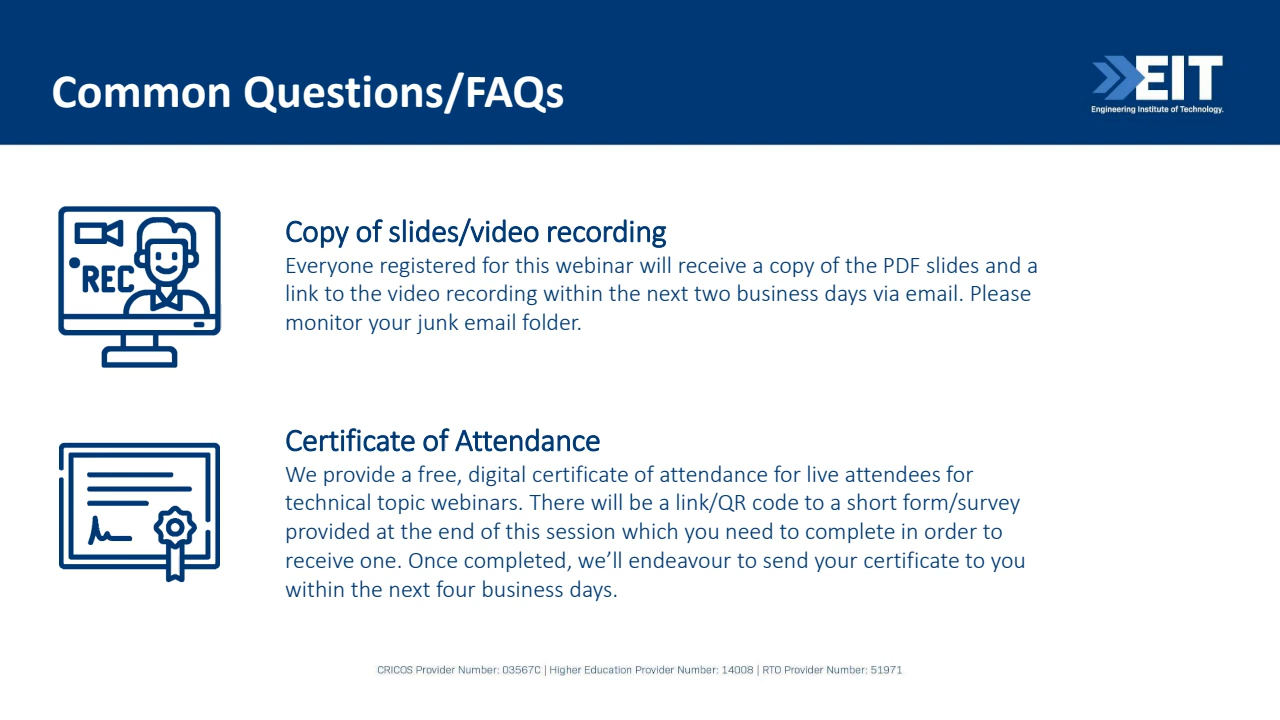 Common Questions/FAQs
EIT
Engineering Institute of Technology.
REC
Copy of slides/video recording
Everyone registered for this webinar will receive a copy of the PDF slides and a
link to the video recording within the next two business days via email. Please
monitor your junk email folder.
Certificate of Attendance
We provide a free, digital certificate of attendance for live attendees for
technical topic webinars. There will be a link/QR code to a short form/survey
provided at the end of this session which you need to complete in order to
receive one. Once completed, we’ll endeavour to send your certificate to you
within the next four business days.
CRICOS Provider Number: 03567C | Higher Education Provider Number: 14008 | RTO Provider Number: 51971